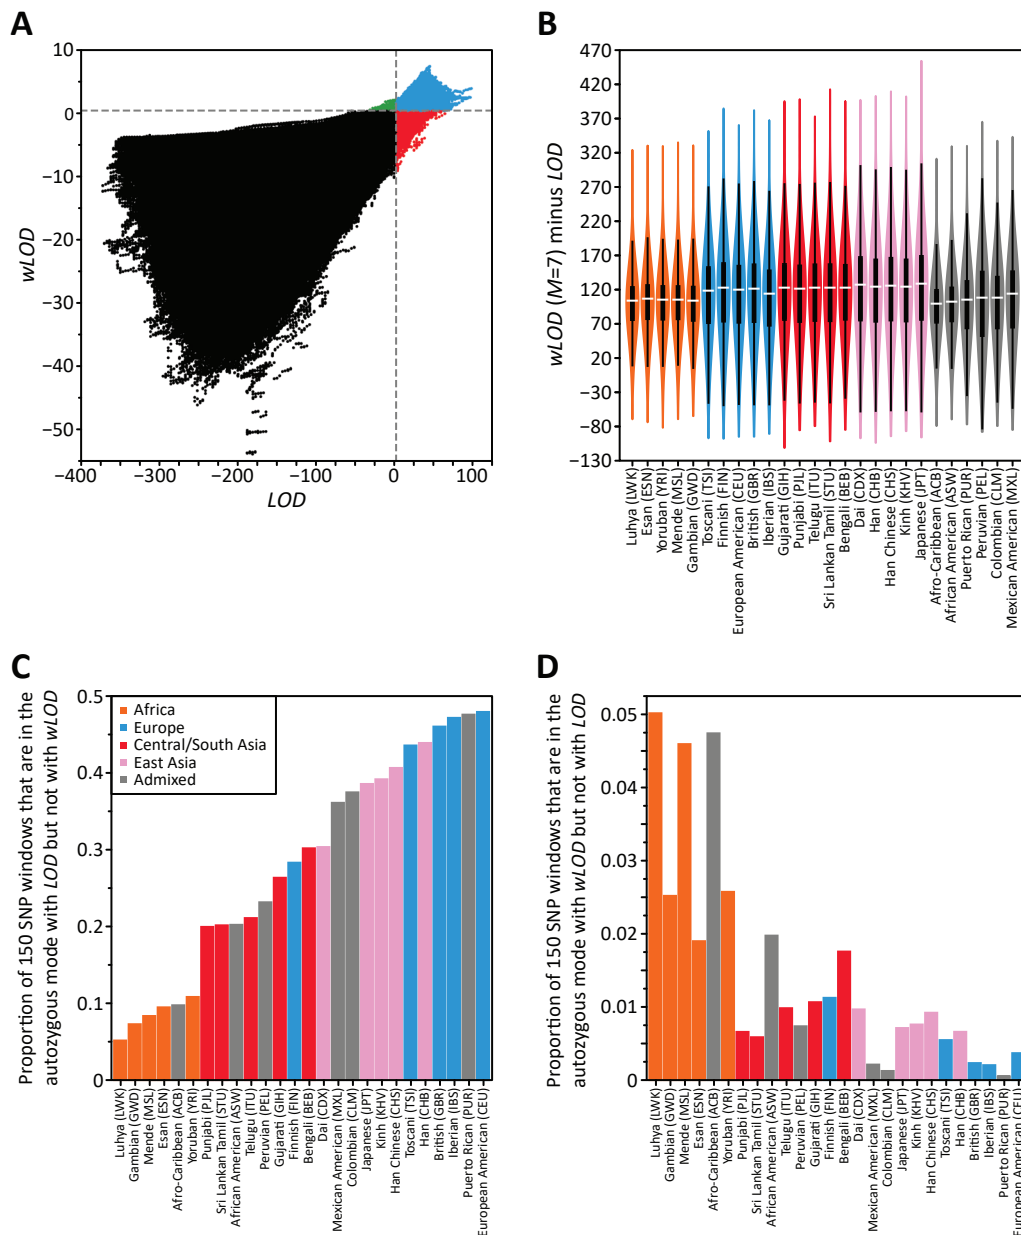 A
10
0
−10
−20
−30
−40
−50
wLOD
−400
−300
−200
−100
0
100
LOD
B
470
420
370
320
270
220
170
120
70
20
−30
−80
−130
wLOD (M=7) minus LOD
Luhya (LWK)
Esan (ESN)
Yoruban (YRI)
Mende (MSL)
Gambian (GWD)
Toscani (TSI)
Finnish (FIN)
European American (CEU)
British (GBR)
Iberian (IBS)
Gujarati (GIH)
Punjabi (PJL)
Telugu (ITU)
Sri Lankan Tamil (STU)
Bengali (BEB)
Dai (CDX)
Han (CHB)
Han Chinese (CHS)
Kinh (KHV)
Japanese (JPT)
Afro-Caribbean (ACB)
African American (ASW)
Puerto Rican (PUR)
Peruvian (PEL)
Colombian (CLM)
Mexican American (MXL)
C
Proportion of 150 SNP windows that are in the
autozygous mode with LOD but not with wLOD
0.5
0.4
0.3
0.2
0.1
0
Africa
Europe
Central/South Asia
East Asia
Admixed
Luhya (LWK)
Gambian (GWD)
Mende (MSL)
Esan (ESN)
Afro-Caribbean (ACB)
Yoruban (YRI)
Punjabi (PJL)
Sri Lankan Tamil (STU)
African American (ASW)
Telugu (ITU)
Peruvian (PEL)
Gujarati (GIH)
Finnish (FIN)
Bengali (BEB)
Dai (CDX)
Mexican American (MXL)
Colombian (CLM)
Japanese (JPT)
Kinh (KHV)
Han Chinese (CHS)
Toscani (TSI)
Han (CHB)
British (GBR)
Iberian (IBS)
Puerto Rican (PUR)
European American (CEU)
D
Proportion of 150 SNP windows that are in the
autozygous mode with wLOD but not with LOD
0.05
0.04
0.03
0.02
0.01
0
Luhya (LWK)
Gambian (GWD)
Mende (MSL)
Esan (ESN)
Afro-Caribbean (ACB)
Yoruban (YRI)
Punjabi (PJL)
Sri Lankan Tamil (STU)
African American (ASW)
Telugu (ITU)
Peruvian (PEL)
Gujarati (GIH)
Finnish (FIN)
Bengali (BEB)
Dai (CDX)
Mexican American (MXL)
Colombian (CLM)
Japanese (JPT)
Kinh (KHV)
Han Chinese (CHS)
Toscani (TSI)
Han (CHB)
British (GBR)
Iberian (IBS)
Puerto Rican (PUR)
European American (CEU)